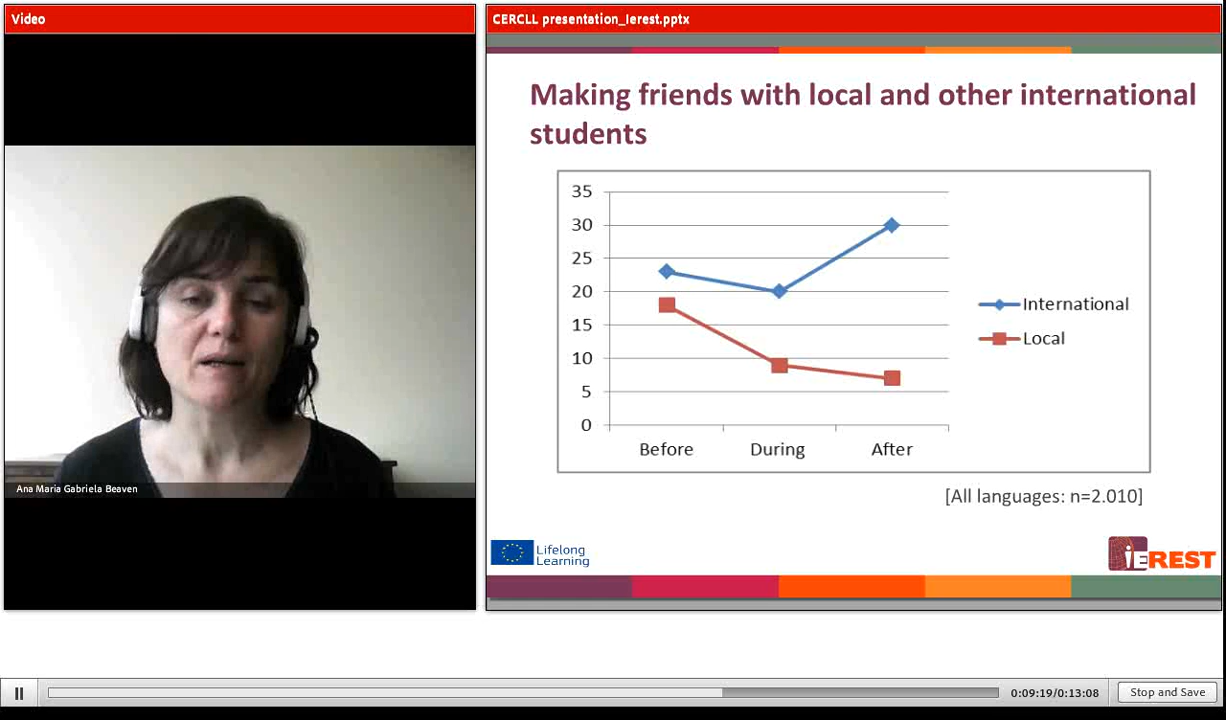 Video
CERCLL presentation_Ierest.pptx
Making friends with local and other international
students
35
30
25
20
15
10
5
0
Before During After
International
Local
[All languages: n=2.010]
Ana Maria Gabriela Beaven
Lifelong
Learning
iEREST
0:09:19/0:13:08
Stop and Save